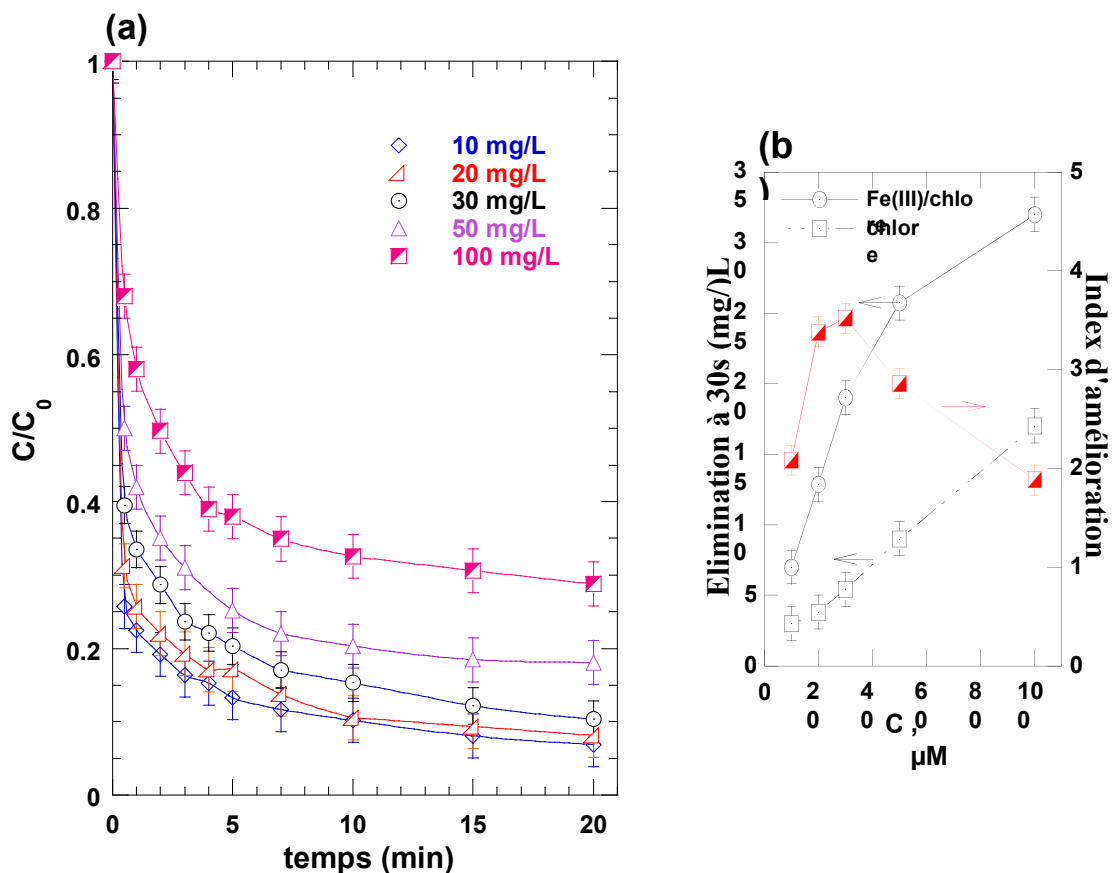 (a)
1
0.8
0.6
0.4
0.2
0
C/C0
10 mg/L
20 mg/L
30 mg/L
50 mg/L
100 mg/L
0 5 10 15 20
temps (min)
(b
)
3
5
3
0
2
5
2
0
1
5
1
0
5
0
Elimination à 30s (mg/)L
Fe(III)/chlo
re
chlor
e
5
4
3
2
1
0
Index d'amélioration
0 2 4 6 8 10
0 0 0 0 0
C ,
µM